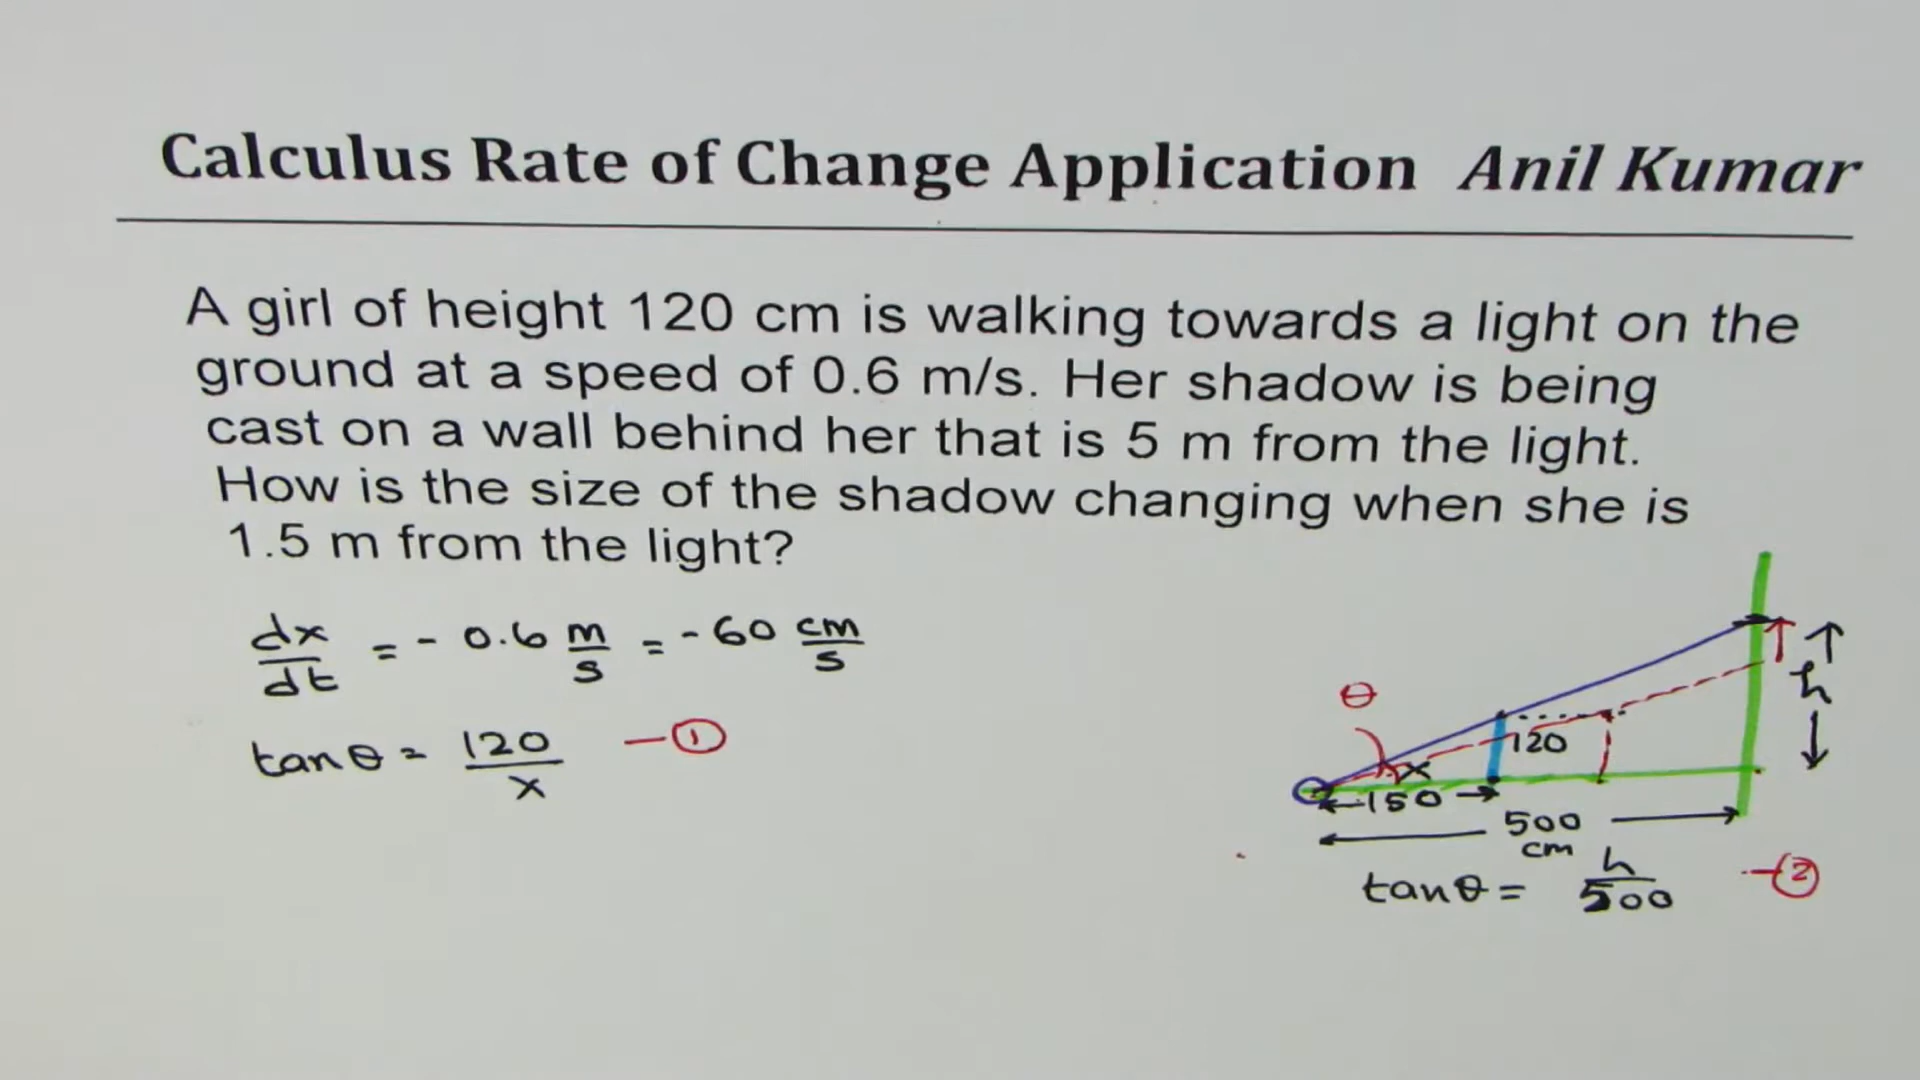 Calculus Rate of Change Application Anil Kumar
A girl of height 120 cm is walking towards a light on the
ground at a speed of 0.6 m/s. Her shadow is being
cast on a wall behind her that is 5 m from the light.
How is the size of the shadow changing when she is
1.5 m from the light?
dx/dt = - 0.6 m/s = -60 cm/s
tanθ = 120/x —①
θ
h
120
x
150
500
cm
tanθ = h/500 —②